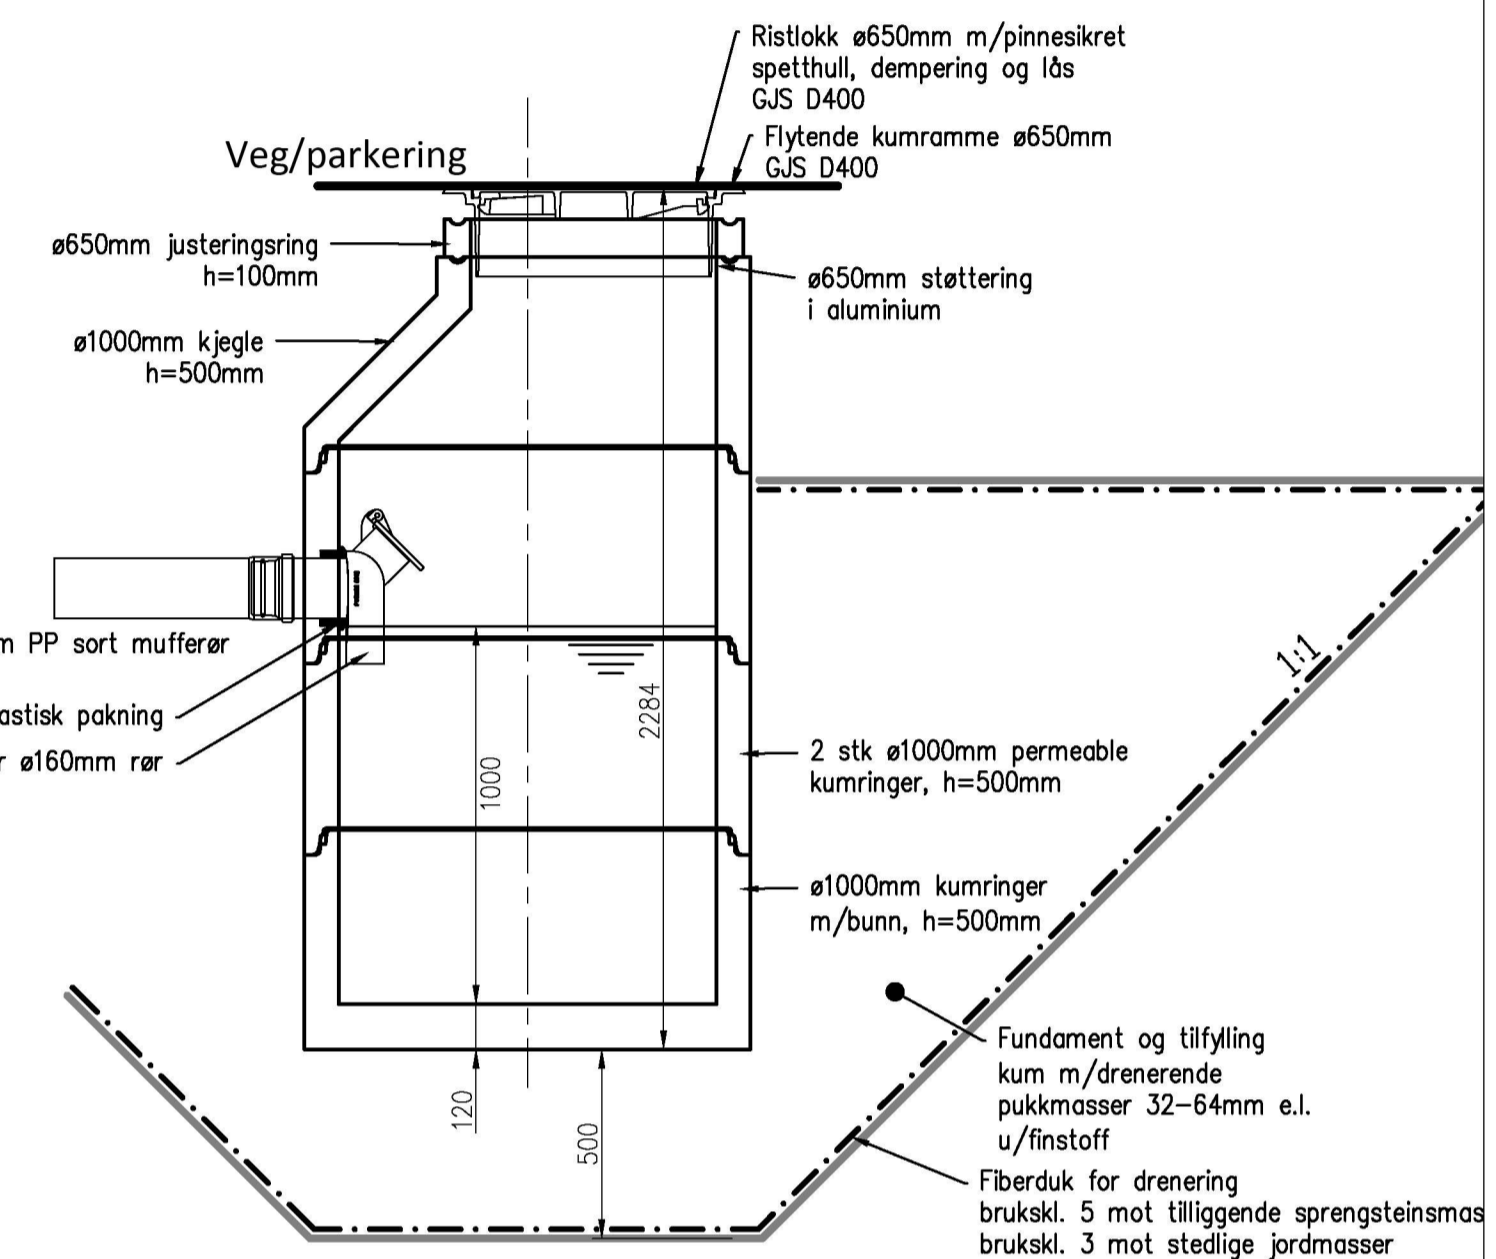 Ristlokk ø650mm m/pinnesikret
spetthull, dempering og lås
GJS D400
Flytende kumramme ø650mm
GJS D400
Veg/parkering
ø650mm justeringsring
h=100mm
ø650mm støttering
i aluminium
ø1000mm kjegle
h=500mm
PP sort mufferør
pakning
ø160mm rør
1:1
2284
1000
2 stk ø1000mm permeable
kumringer, h=500mm
ø1000mm kumringer
m/bunn, h=500mm
120
500
Fundament og tilfylling
kum m/drenerende
pukkmasser 32-64mm e.l.
u/finstoff
Fiberduk for drenering
brukskl. 5 mot tilliggende sprengsteinsmas
brukskl. 3 mot stedlige jordmasser